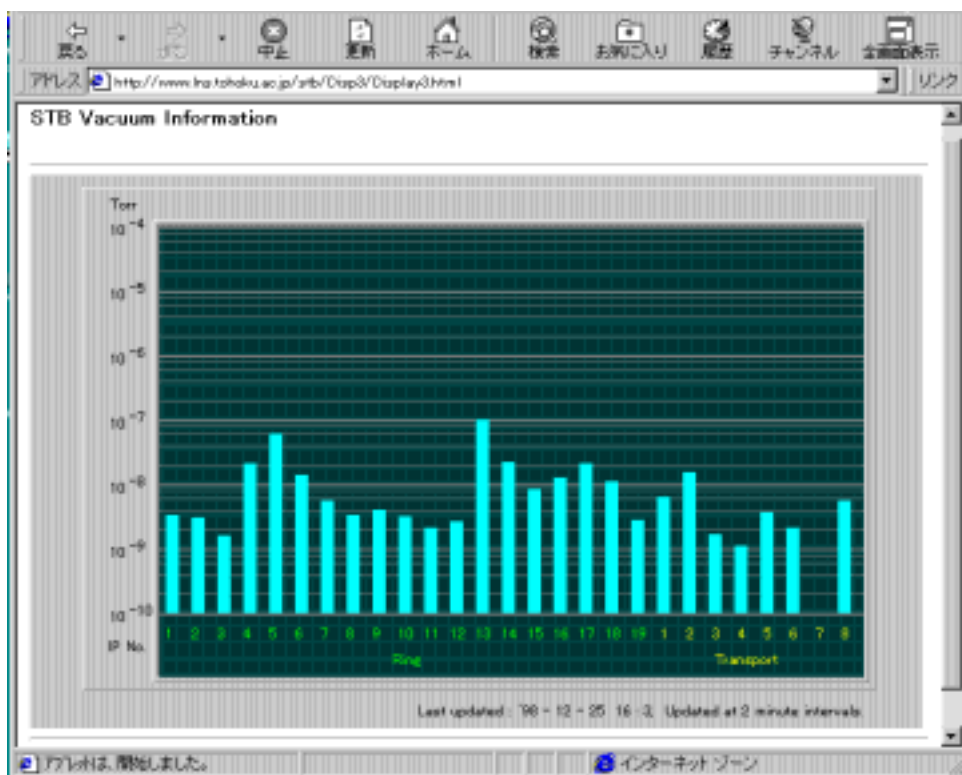 戻る 中止 更新 ホーム 検索 お気に入り 履歴 チャンネル 全画面表示
アドレス http://www.lns.tohoku.ac.jp/stb/Disp3/Display3.html リンク
STB Vacuum Information
Torr
10 -4
10 -5
10 -6
10 -7
10 -8
10 -9
10 -10
IP No. 1 2 3 4 5 6 7 8 9 10 11 12 13 14 15 16 17 18 19 1 2 3 4 5 6 7 8
Ring Transport
Last updated : '98 - 12 - 25 16 :3, Updated at 2 minute intervals
アプレットは、開始しました。 インターネット ゾーン